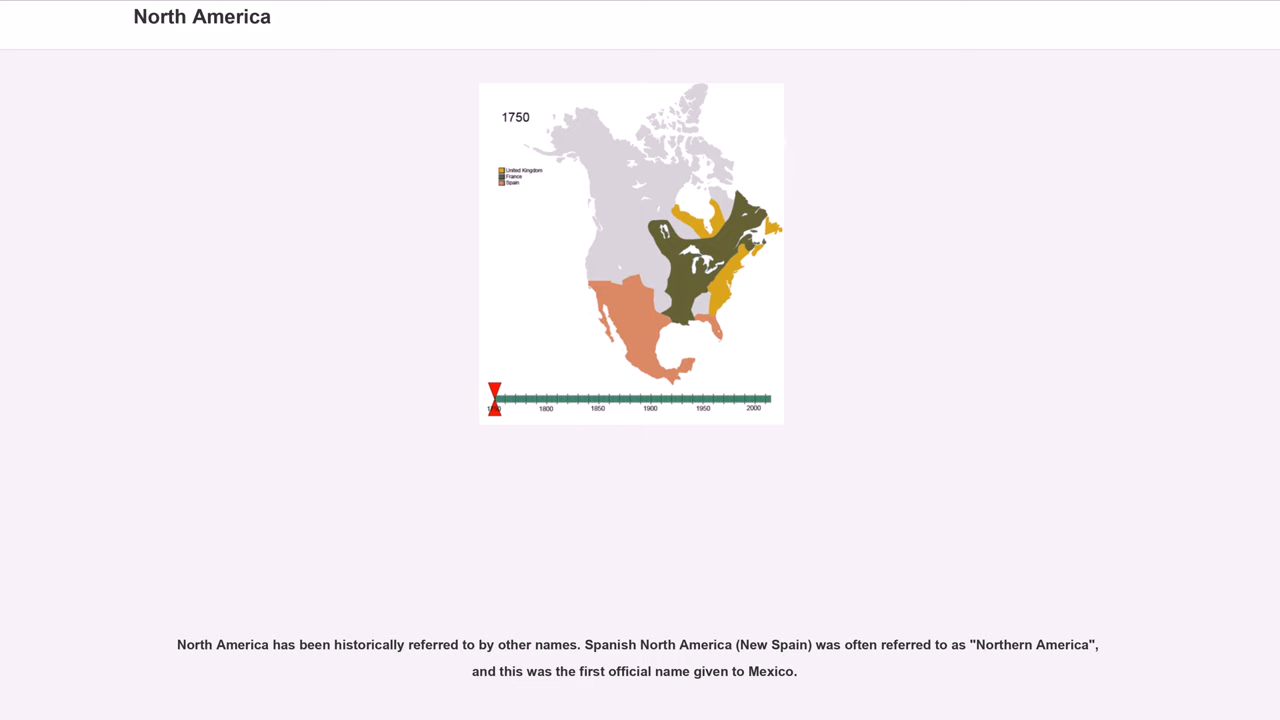 North America
1750
United Kingdom
France
Spain
1800 1850 1900 1950 2000
North America has been historically referred to by other names. Spanish North America (New Spain) was often referred to as "Northern America",
and this was the first official name given to Mexico.